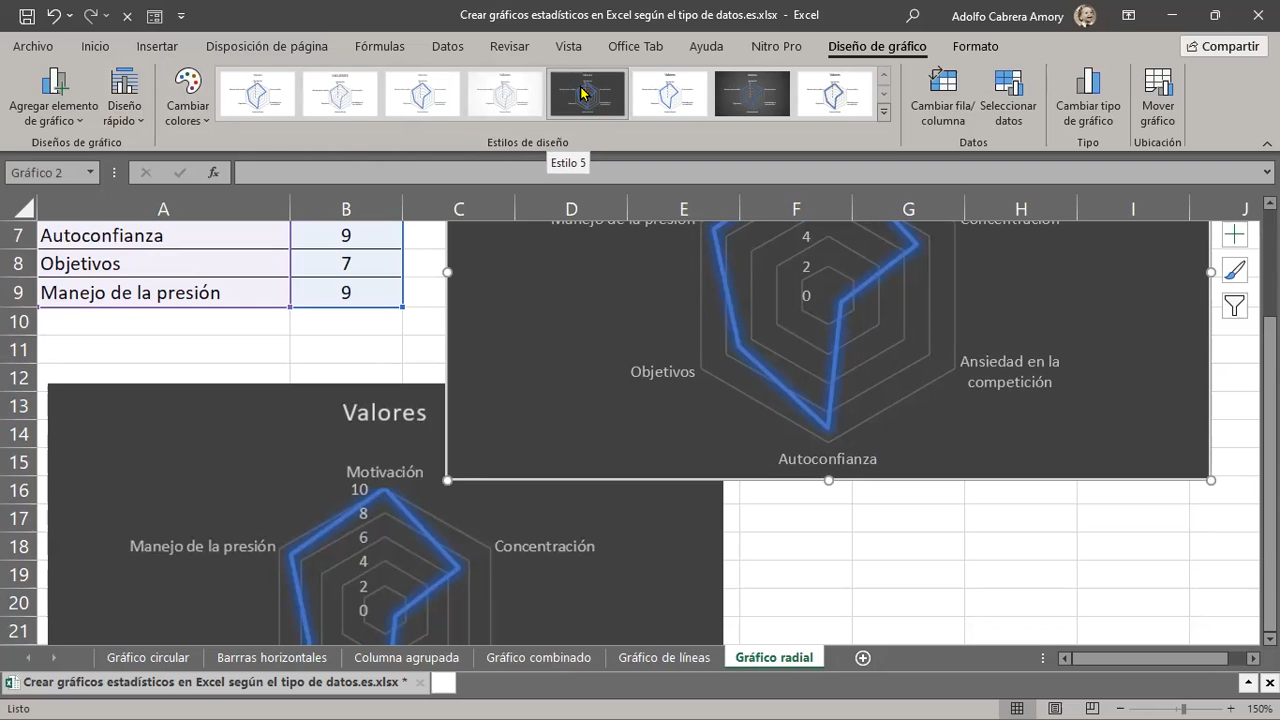 Crear gráficos estadísticos en Excel según el tipo de datos.es.xlsx - Excel
Adolfo Cabrera Amory
Archivo Inicio Insertar Disposición de página Fórmulas Datos Revisar Vista Office Tab Ayuda Nitro Pro Diseño de gráfico Formato Compartir
Agregar elemento
de gráfico
Diseño
rápido
Cambiar
colores
Cambiar fila/
columna
Seleccionar
datos
Cambiar tipo
de gráfico
Mover
gráfico
Diseños de gráfico Estilos de diseño Datos Tipo Ubicación
Estilo 5
Gráfico 2 fx
A B C D E F G H I J
7 Autoconfianza 9
8 Objetivos 7
9 Manejo de la presión 9
10
11
12
13
14
15
16
17
18
19
20
21
Manejo de la presión
Concentración
4
2
0
Objetivos
Ansiedad en la
competición
Autoconfianza
Valores
Motivación
10
8
6
4
2
0
Manejo de la presión
Concentración
Gráfico circular Barrras horizontales Columna agrupada Gráfico combinado Gráfico de líneas Gráfico radial
Crear gráficos estadísticos en Excel según el tipo de datos.es.xlsx *
Listo
150%